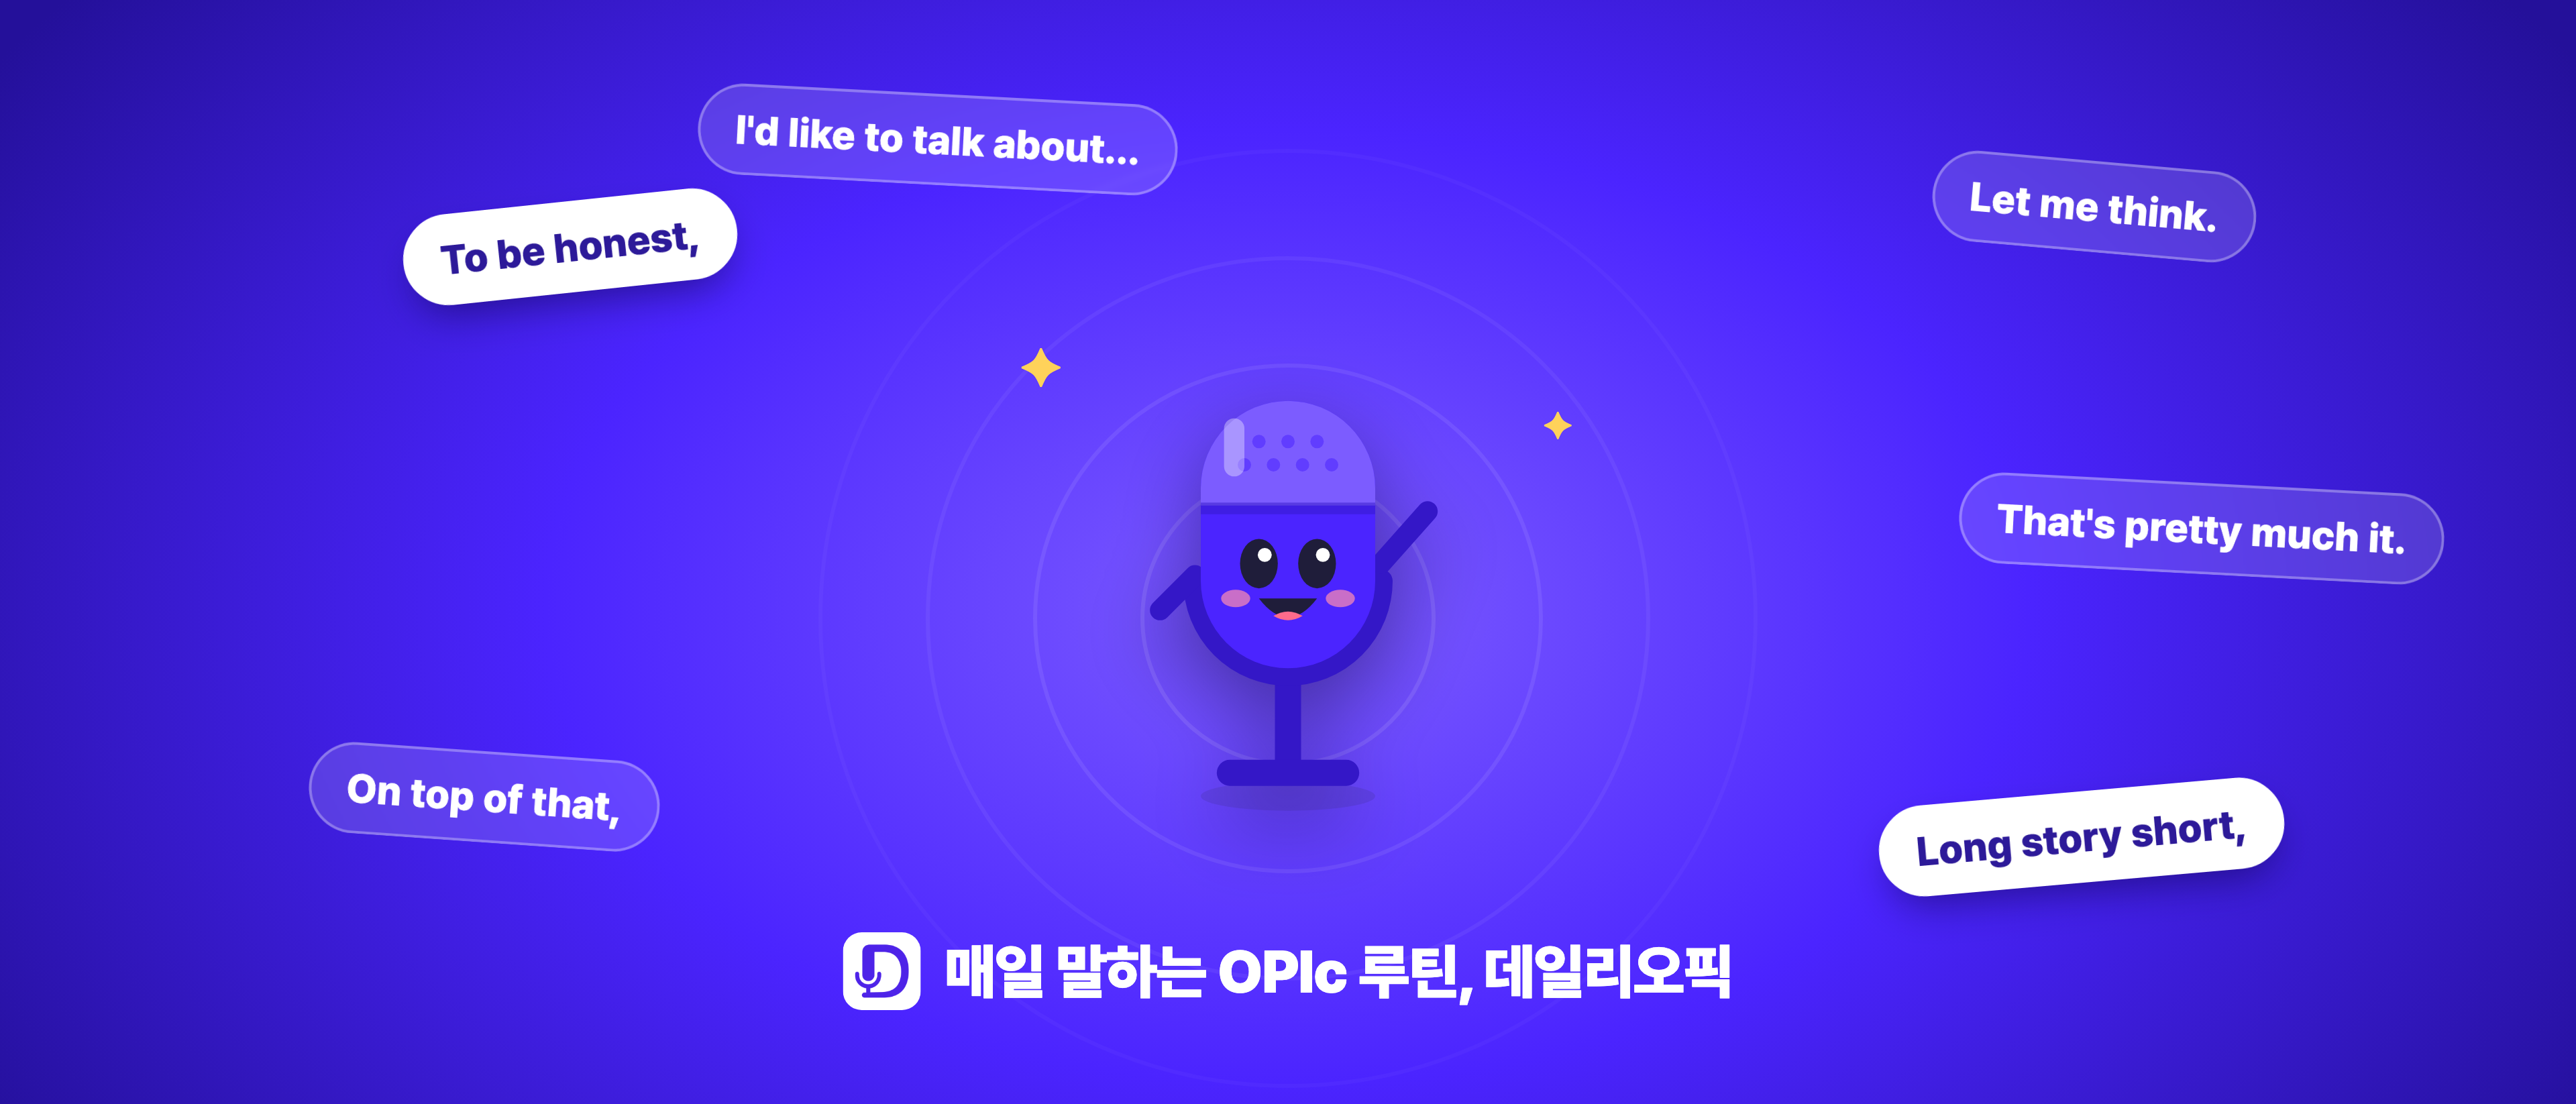 I'd like to talk about...
To be honest,
Let me think.
That's pretty much it.
On top of that,
Long story short,
매일 말하는 OPIc 루틴, 데일리오픽